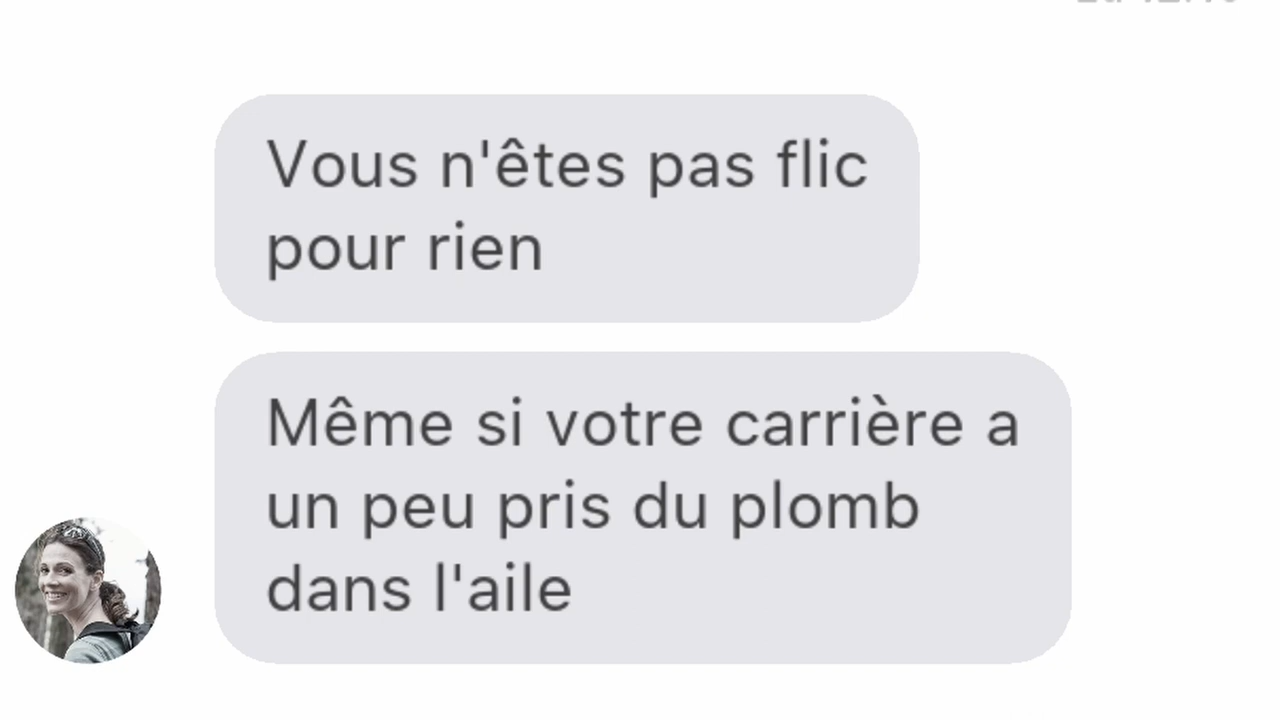 Vous n'êtes pas flic
pour rien
Même si votre carrière a
un peu pris du plomb
dans l'aile